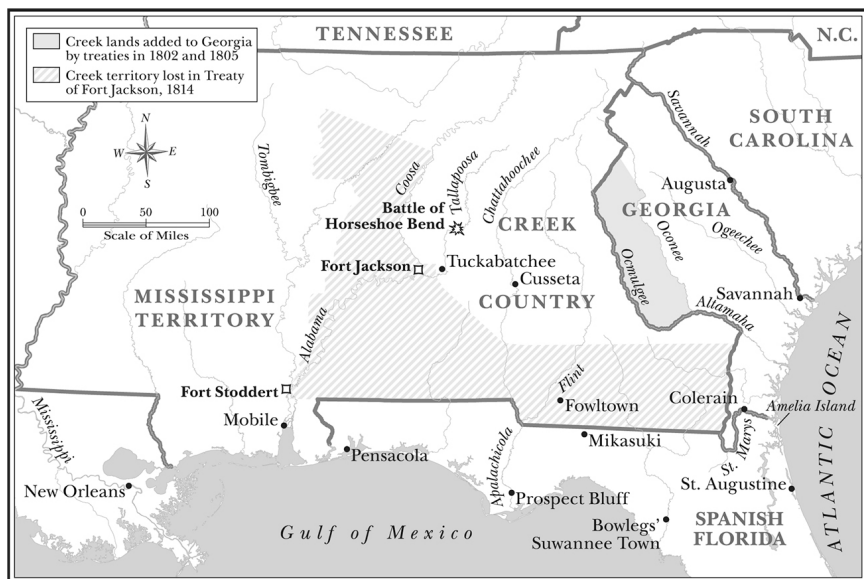 TENNESSEE
N.C.
Creek lands added to Georgia
by treaties in 1802 and 1805
Creek territory lost in Treaty
of Fort Jackson, 1814
N
W
E
S
0
50
100
Scale of Miles
Savannah
SOUTH
CAROLINA
Tombigbee
Coosa
Tallapoosa
Chattahoochee
Augusta
Battle of
Horseshoe Bend
CREEK
GEORGIA
Ogeechee
Oconee
Ocmulgee
Fort Jackson
Tuckabatchee
Cusseta
COUNTRY
Savannah
MISSISSIPPI
TERRITORY
Altamaha
Alabama
ATLANTIC OCEAN
Flint
Fort Stoddert
Fowltown
Colerain
Amelia Island
Mississippi
Mobile
Mikasuki
St. Marys
Pensacola
Apalachicola
New Orleans
Prospect Bluff
St. Augustine
Gulf of Mexico
Bowlegs'
Suwannee Town
SPANISH
FLORIDA